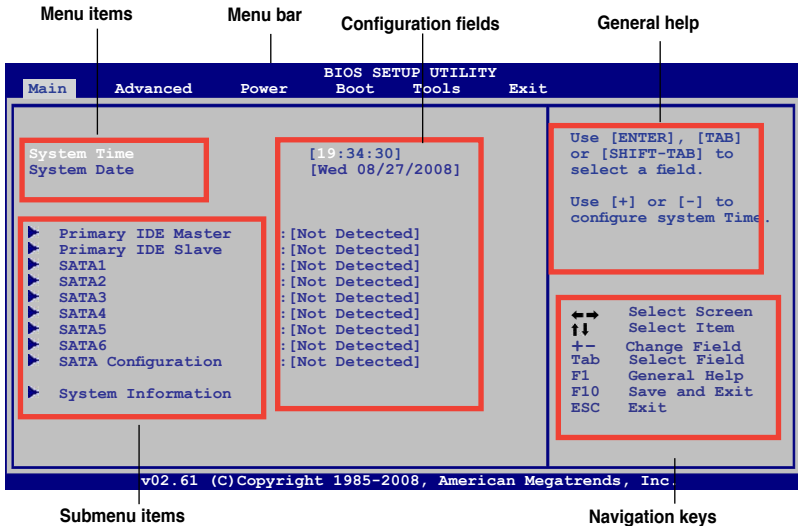 Menu items Menu bar Configuration fields General help
BIOS SETUP UTILITY
Main Advanced Power Boot Tools Exit
System Time [19:34:30]
System Date [Wed 08/27/2008]
Primary IDE Master :[Not Detected]
Primary IDE Slave :[Not Detected]
SATA1 :[Not Detected]
SATA2 :[Not Detected]
SATA3 :[Not Detected]
SATA4 :[Not Detected]
SATA5 :[Not Detected]
SATA6 :[Not Detected]
SATA Configuration :[Not Detected]
System Information
Use [ENTER], [TAB]
or [SHIFT-TAB] to
select a field.
Use [+] or [-] to
configure system Time.
←→ Select Screen
↑↓ Select Item
+- Change Field
Tab Select Field
F1 General Help
F10 Save and Exit
ESC Exit
v02.61 (C)Copyright 1985-2008, American Megatrends, Inc.
Submenu items Navigation keys